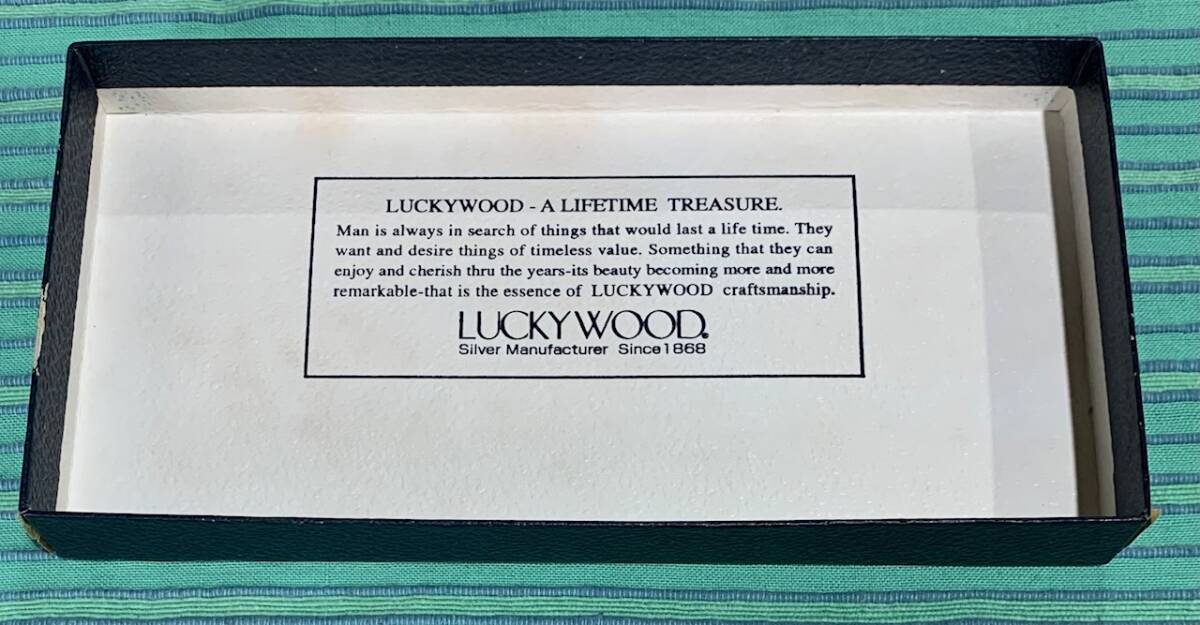 LUCKYWOOD - A LIFETIME TREASURE.
Man is always in search of things that would last a life time. They
want and desire things of timeless value. Something that they can
enjoy and cherish thru the years-its beauty becoming more and more
remarkable-that is the essence of LUCKYWOOD craftsmanship.
LUCKYWOOD®
Silver Manufacturer Since 1868